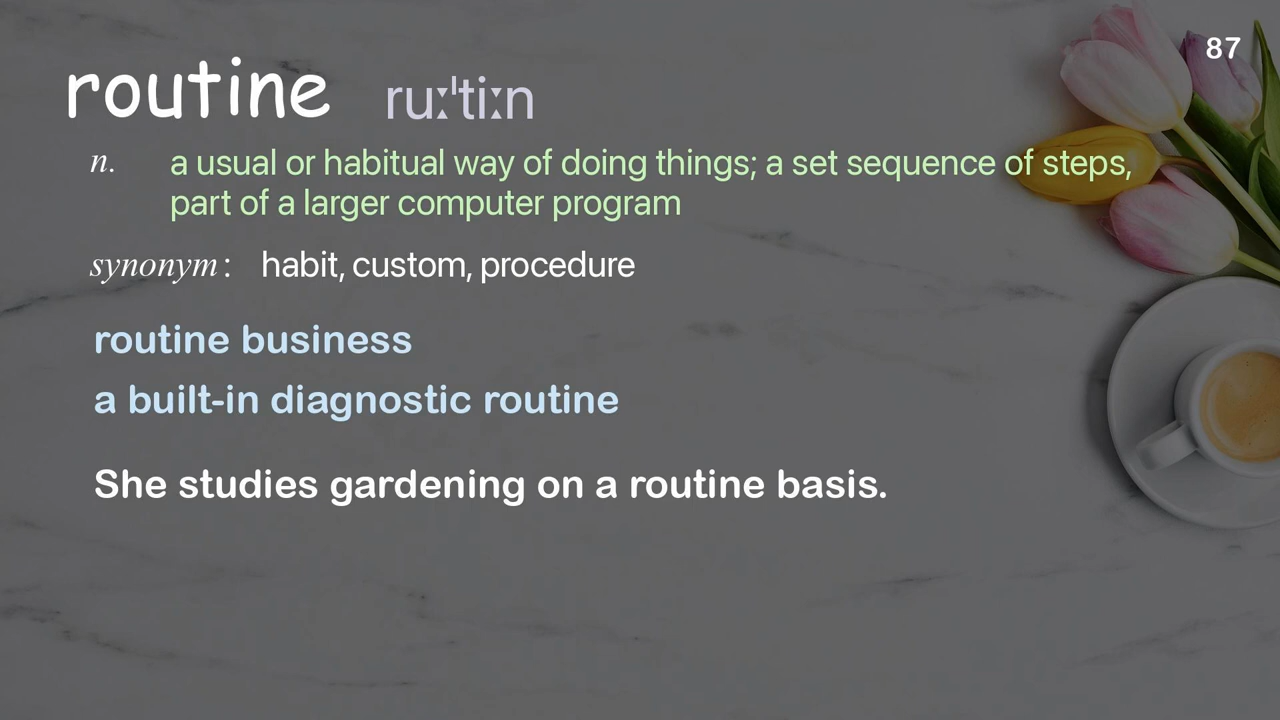 87
routine ruːˈtiːn
n. a usual or habitual way of doing things; a set sequence of steps,
part of a larger computer program
synonym : habit, custom, procedure
routine business
a built-in diagnostic routine
She studies gardening on a routine basis.